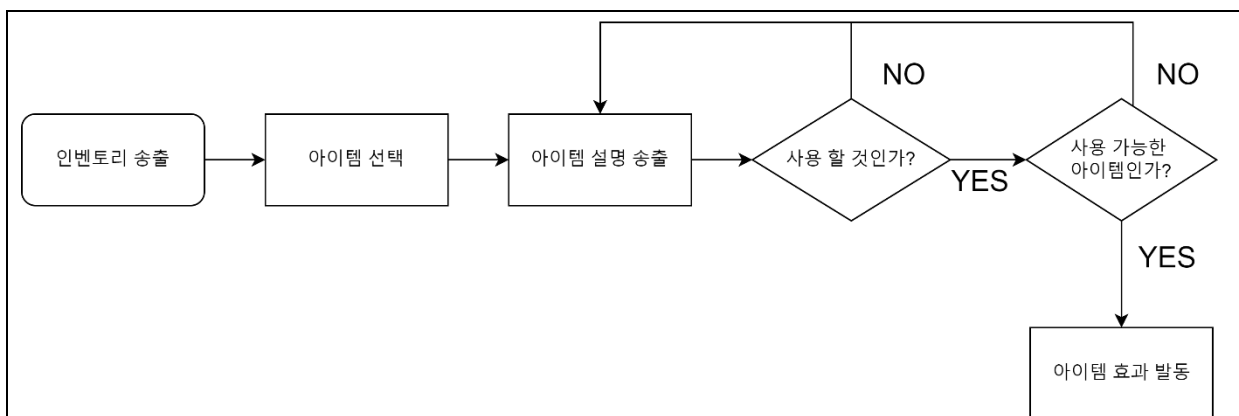 NO
NO
인벤토리 송출
아이템 선택
아이템 설명 송출
사용 할 것인가?
YES
사용 가능한
아이템인가?
YES
아이템 효과 발동